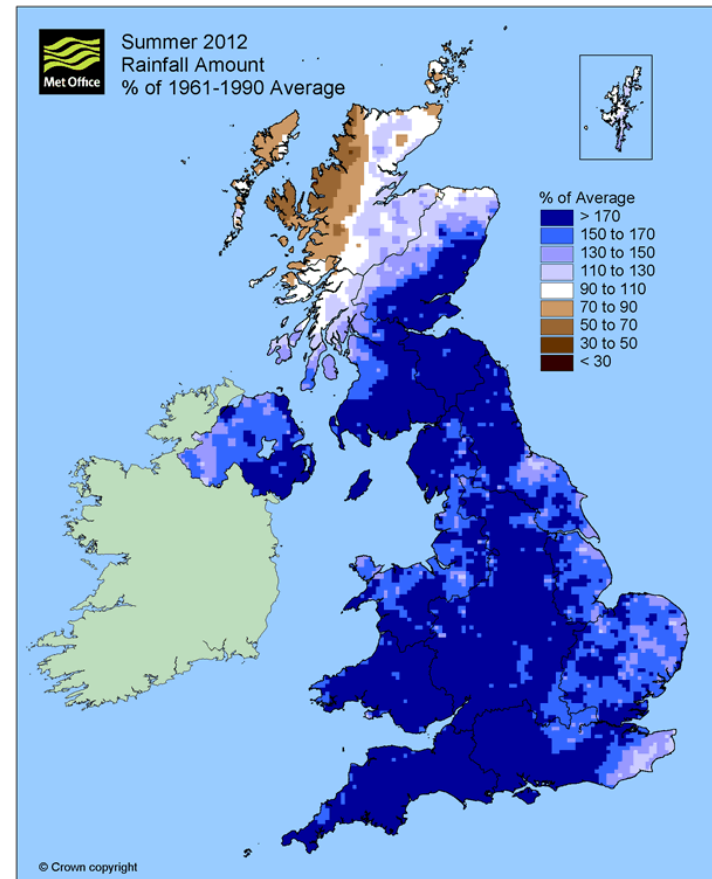 Met Office
Summer 2012
Rainfall Amount
% of 1961-1990 Average
% of Average
> 170
150 to 170
130 to 150
110 to 130
90 to 110
70 to 90
50 to 70
30 to 50
< 30
© Crown copyright